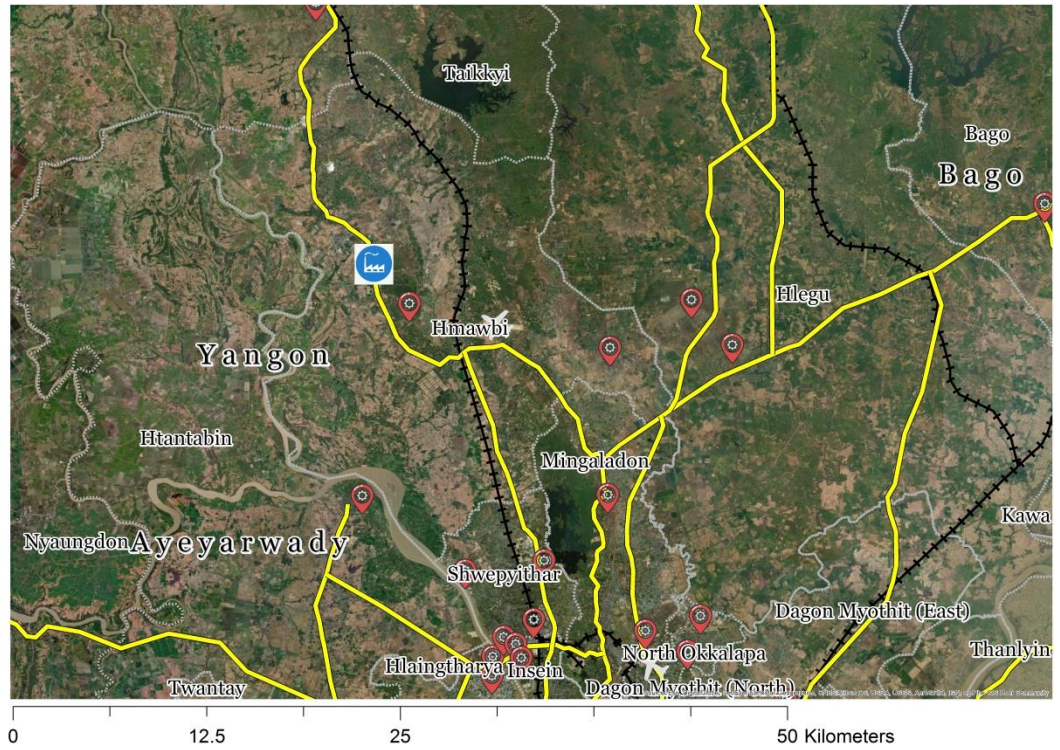 Taikkyi
Bago
Bago
Hlegu
Hmawbi
Yangon
Htantabin
Mingaladon
Kawa
Nyaungdon
Ayeyarwady
Shwepyithar
Dagon Myothit (East)
North Okkalapa
Thanlyin
Hlaingtharya
Insein
Twantay
Dagon Myothit (North)
0 12.5 25 50 Kilometers